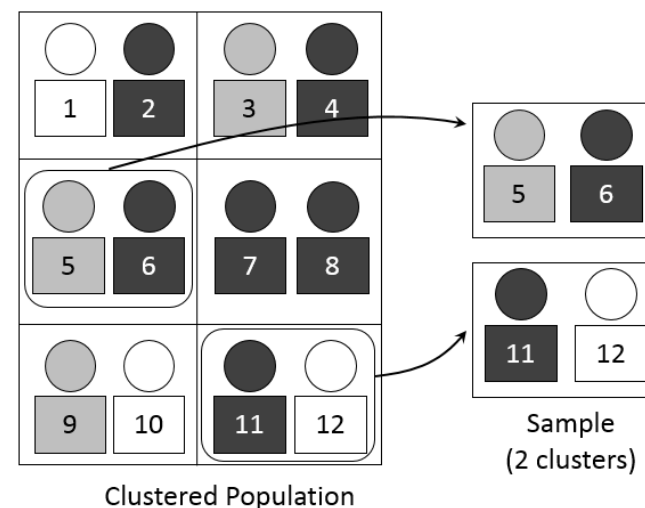 1 2 3 4
5 6 7 8
9 10 11 12
Clustered Population
5 6
11 12
Sample
(2 clusters)